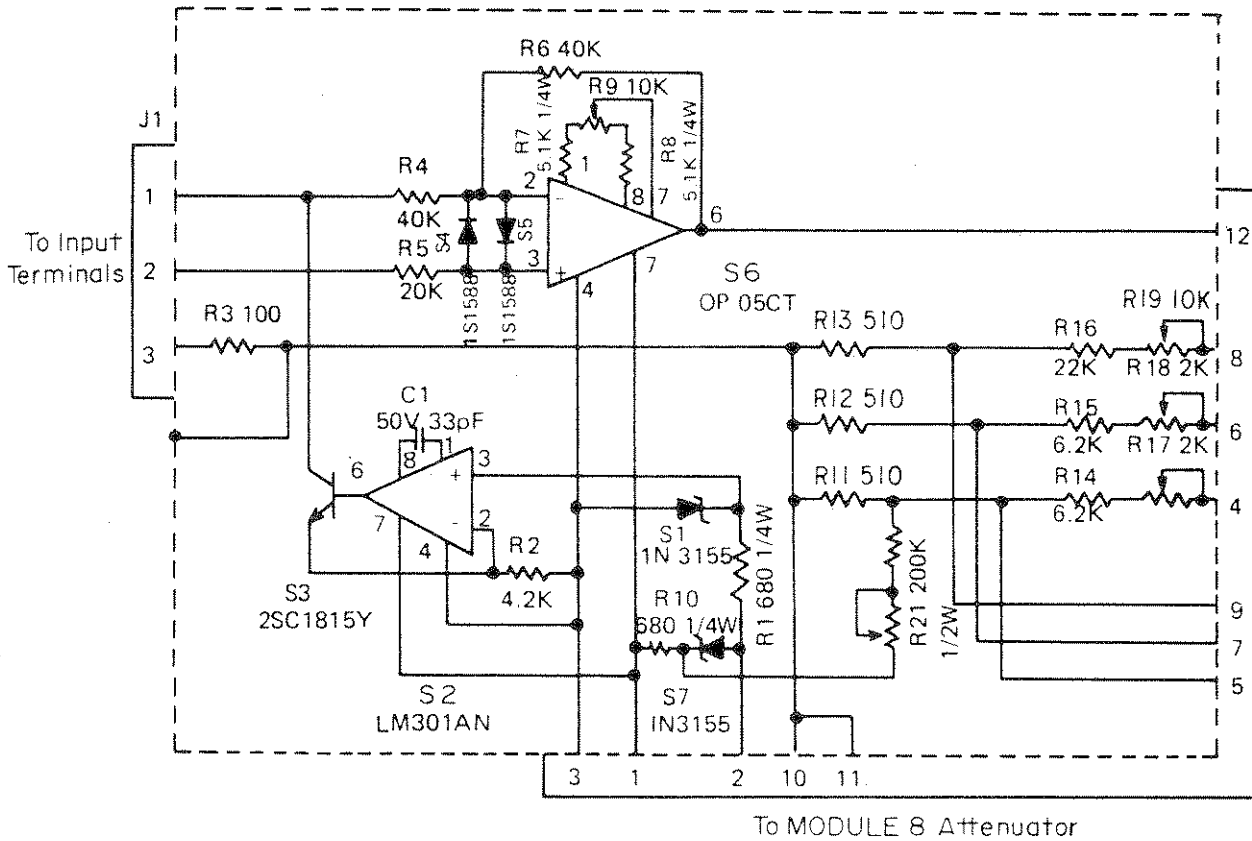 R6 40K
R9 10K
R7
5.1K 1/4W
R8
5.1K 1/4W
J1
1
8
7
R4
1
2
-
6
40K
S4
S5
12
To Input
Terminals
2
R5
3
+
7
20K
4
S6
OP 05CT
1S1588
1S1588
R19 10K
R3 100
R13 510
R16
3
22K
R18 2K
8
C1
50V 33pF
R12 510
R15
6.2K
R17 2K
6
8
1
6
+
3
R11 510
R14
6.2K
4
7
-
2
4
R2
4.2K
S1
1N 3155
R1 680 1/4W
S3
2SC1815Y
R10
680 1/4W
R21 200K
1/2W
9
7
5
S2
LM301AN
S7
IN3155
3
1
2
10
11
To MODULE 8 Attenuator